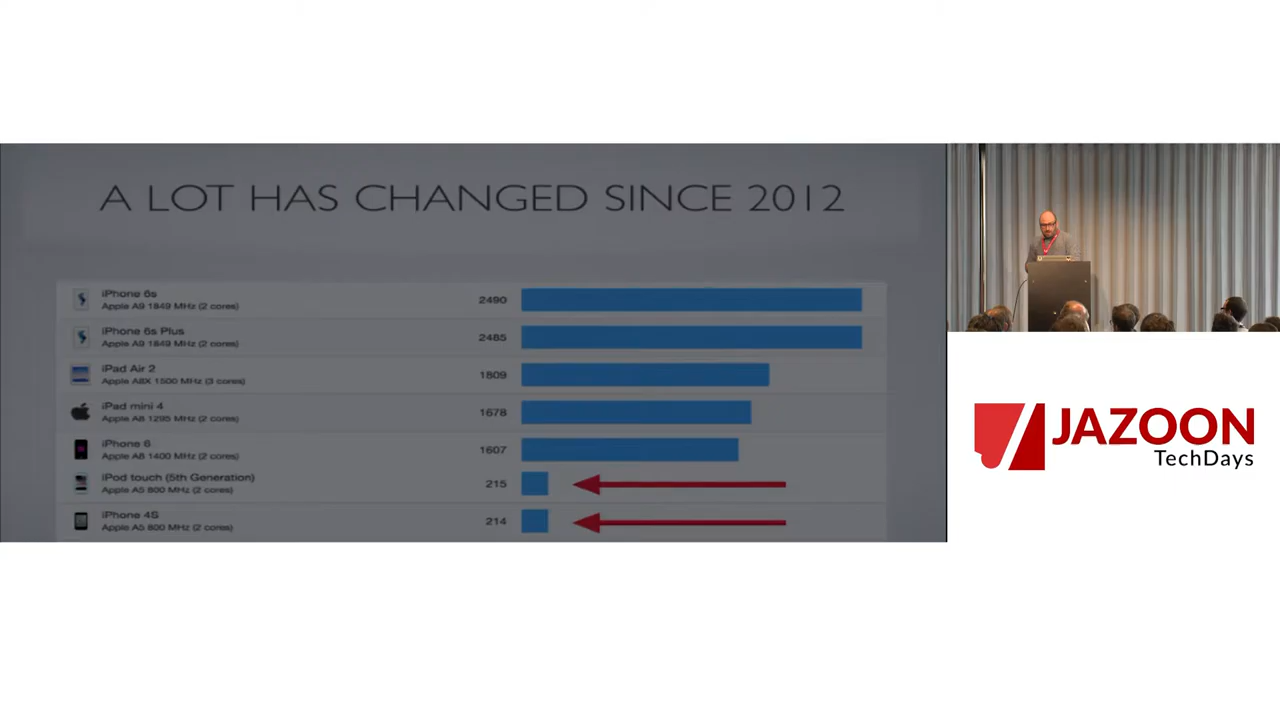 A LOT HAS CHANGED SINCE 2012
iPhone 6s
Apple A9 1849 MHz (2 cores)
2490
iPhone 6s Plus
Apple A9 1849 MHz (2 cores)
2485
iPad Air 2
Apple A8X 1500 MHz (3 cores)
1809
iPad mini 4
Apple A8 1295 MHz (2 cores)
1678
iPhone 6
Apple A8 1400 MHz (2 cores)
1607
iPod touch (5th Generation)
Apple A5 800 MHz (2 cores)
215
iPhone 4S
Apple A5 800 MHz (2 cores)
214
JAZOON
TechDays